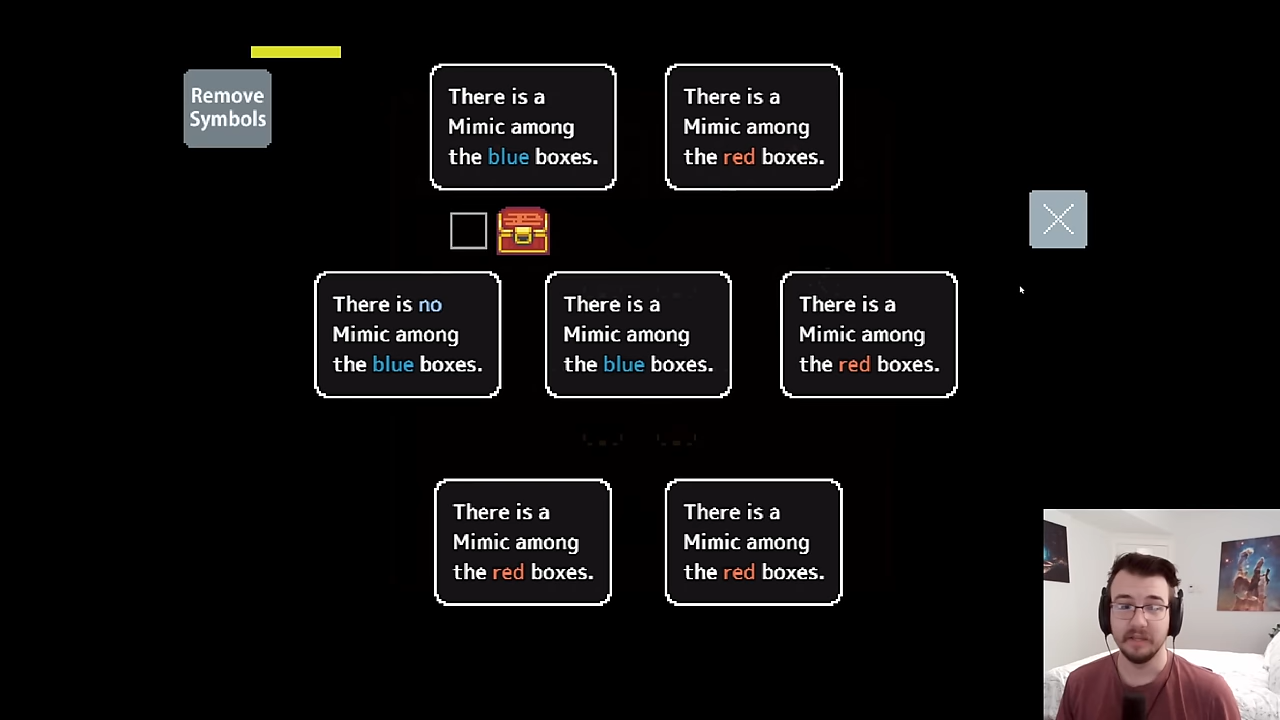 Remove
Symbols
There is a
Mimic among
the blue boxes.
There is a
Mimic among
the red boxes.
There is no
Mimic among
the blue boxes.
There is a
Mimic among
the blue boxes.
There is a
Mimic among
the red boxes.
There is a
Mimic among
the red boxes.
There is a
Mimic among
the red boxes.